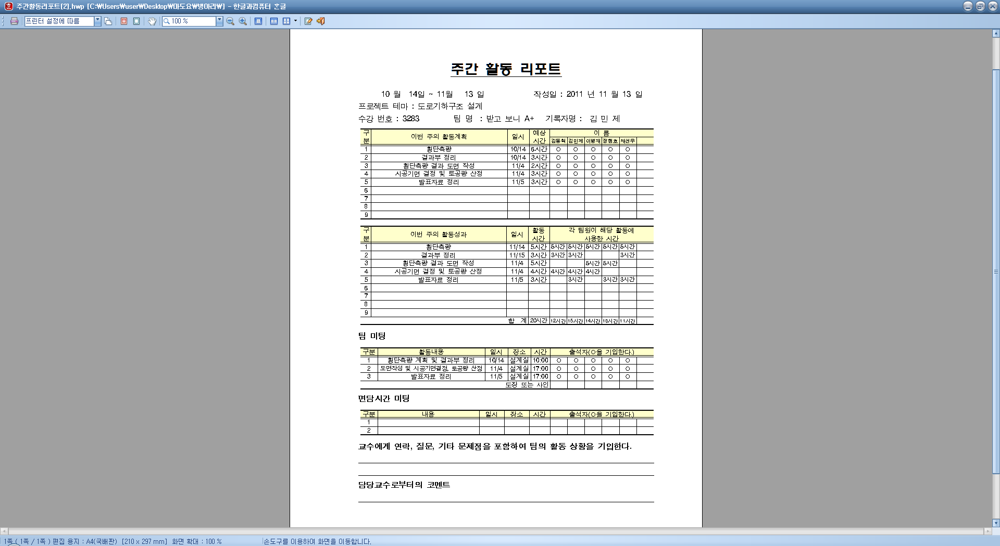 주간활동리포트[2].hwp [C:₩Users₩user₩Desktop₩마도요₩병아리₩] - 한글과컴퓨터 한글
프린터 설정에 따름 100 %
주간 활동 리포트
10 월 14일 ~ 11월 13 일 작성일 : 2011 년 11 월 13 일
프로젝트 테마 : 도로기하구조 설계
수강 번호 : 3283 팀 명 : 받고 보니 A+ 기록자명 : 김 민 제
구분 이번 주의 활동계획 일시 예상시간 이 름
김동혁 김민제 이병재 정현호 채선우
1 횡단측량 10/14 6시간 ○ ○ ○ ○ ○
2 결과부 정리 10/14 3시간 ○ ○ ○ ○ ○
3 횡단측량 결과 도면 작성 11/4 2시간 ○ ○ ○ ○ ○
4 시공기면 결정 및 토공량 산정 11/4 3시간 ○ ○ ○ ○ ○
5 발표자료 정리 11/5 3시간 ○ ○ ○ ○ ○
6
7
8
9
구분 이번 주의 활동성과 일시 활동시간 각 팀원이 해당 활동에 사용한 시간
1 횡단측량 11/14 5시간 5시간 5시간 5시간 5시간 5시간
2 결과부 정리 11/15 3시간 3시간 3시간 3시간
3 횡단측량 결과 도면 작성 11/4 5시간 5시간 5시간
4 시공기면 결정 및 토공량 산정 11/4 4시간 4시간 4시간 4시간
5 발표자료 정리 11/5 3시간 3시간 3시간 3시간
6
7
8
9
합 계 20시간 12시간 15시간 14시간 13시간 11시간
팀 미팅
구분 활동내용 일시 장소 시간 출석자(O을 기입한다.)
1 횡단측량 계획 및 결과부 정리 10/14 설계실 10:00 ○ ○ ○ ○ ○
2 도면작성 및 시공기면결정, 토공량 산정 11/4 설계실 17:00 ○ ○ ○ ○ ○
3 발표자료 정리 11/5 설계실 17:00 ○ ○ ○ ○ ○
도장 또는 사인
면담시간 미팅
구분 내용 일시 장소 시간 출석자(O을 기입한다.)
1
2
교수에게 연락, 질문, 기타 문제점을 포함하여 팀의 활동 상황을 기입한다.
담당교수로부터의 코멘트
1쪽 ( 1쪽 / 1쪽 ) 편집 용지 : A4(국배판) [210 x 297 mm] 화면 확대 : 100 % 손도구를 이용하여 화면을 이동합니다.